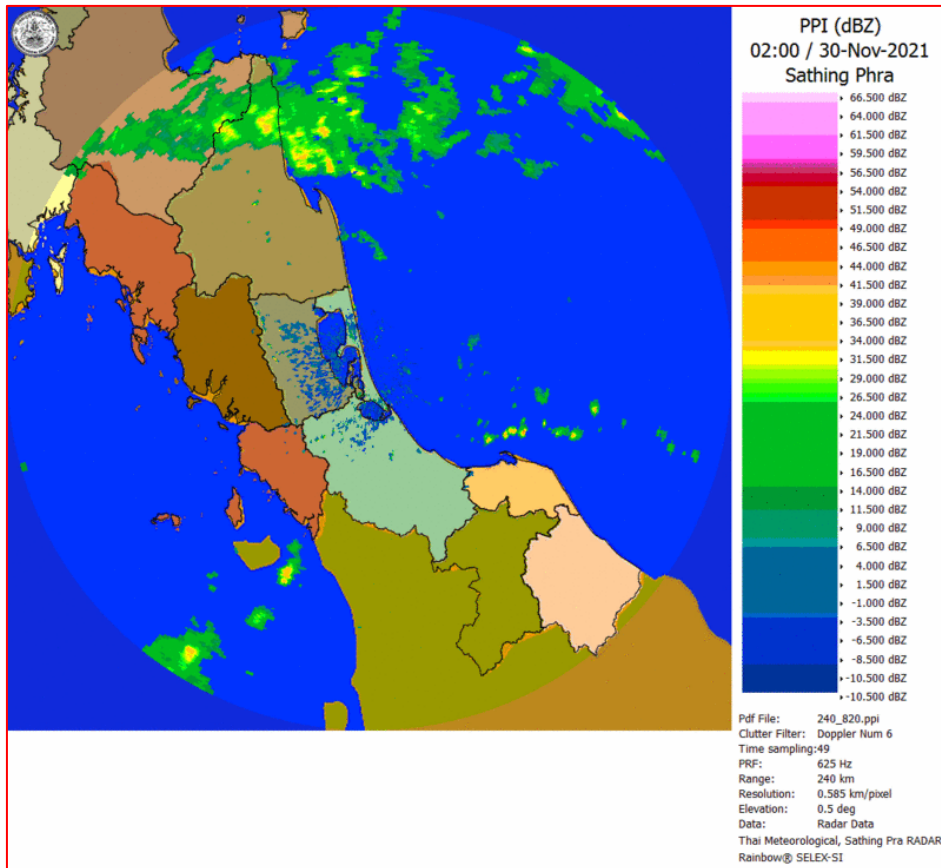 PPI (dBZ)
02:00 / 30-Nov-2021
Sathing Phra
66.500 dBZ
64.000 dBZ
61.500 dBZ
59.500 dBZ
56.500 dBZ
54.000 dBZ
51.500 dBZ
49.000 dBZ
46.500 dBZ
44.000 dBZ
41.500 dBZ
39.000 dBZ
36.500 dBZ
34.000 dBZ
31.500 dBZ
29.000 dBZ
26.500 dBZ
24.000 dBZ
21.500 dBZ
19.000 dBZ
16.500 dBZ
14.000 dBZ
11.500 dBZ
9.000 dBZ
6.500 dBZ
4.000 dBZ
1.500 dBZ
-1.000 dBZ
-3.500 dBZ
-6.500 dBZ
-8.500 dBZ
-10.500 dBZ
-10.500 dBZ
Pdf File: 240_820.ppi
Clutter Filter: Doppler Num 6
Time sampling:49
PRF: 625 Hz
Range: 240 km
Resolution: 0.585 km/pixel
Elevation: 0.5 deg
Data: Radar Data
Thai Meteorological, Sathing Pra RADAR
Rainbow® SELEX-SI